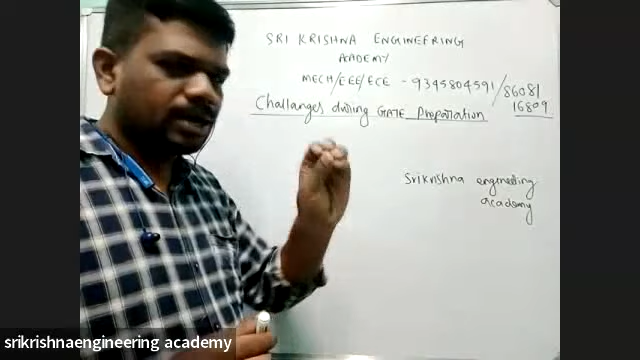 SRI KRISHNA ENGINEERING
ACADEMY
MECH/EEE/ECE - 9345804591/86081
16809
Challanges during GATE Preparation
Srikrishna engineering
academy
srikrishnaengineering academy